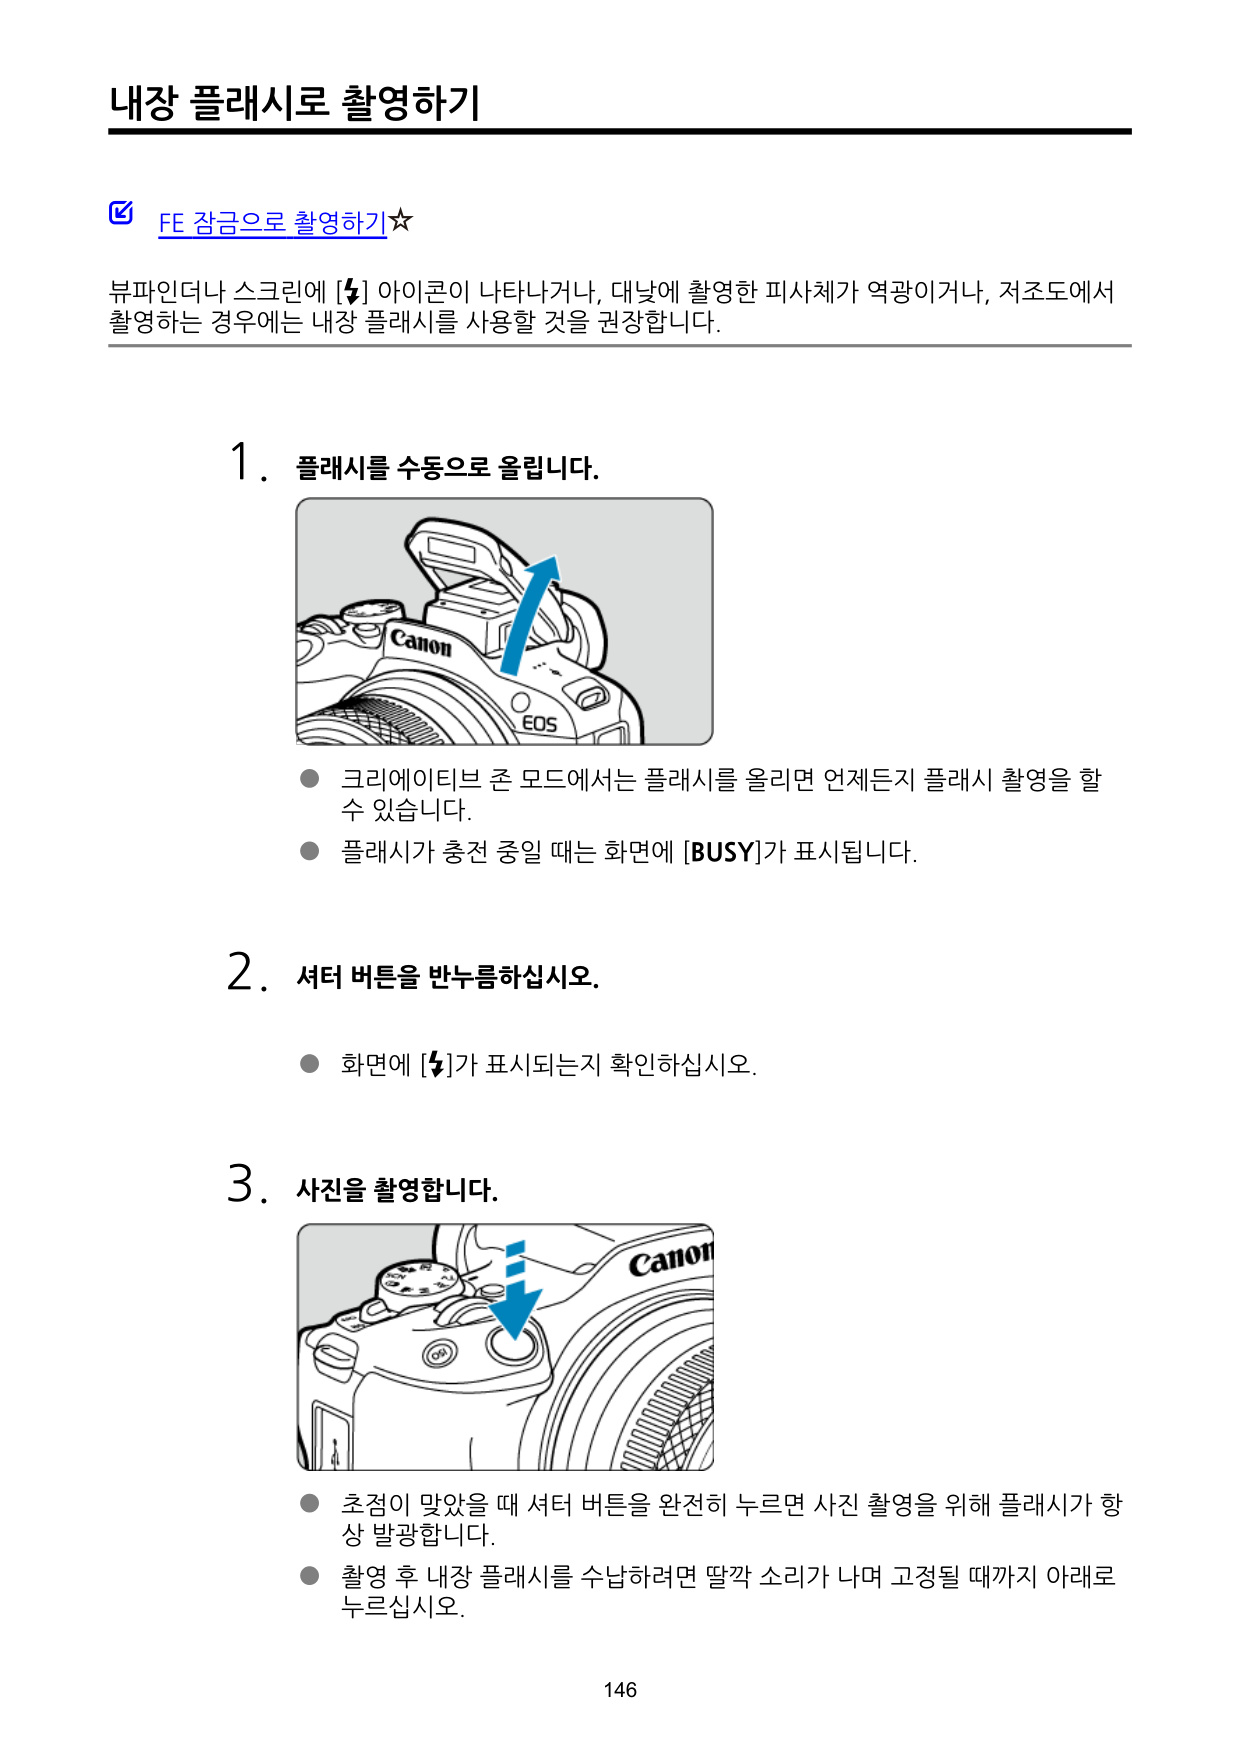 내장 플래시로 촬영하기
FE 잠금으로 촬영하기☆
뷰파인더나 스크린에 [⚡] 아이콘이 나타나거나, 대낮에 촬영한 피사체가 역광이거나, 저조도에서
촬영하는 경우에는 내장 플래시를 사용할 것을 권장합니다.
1. 플래시를 수동으로 올립니다.
Canon
EOS
● 크리에이티브 존 모드에서는 플래시를 올리면 언제든지 플래시 촬영을 할
수 있습니다.
● 플래시가 충전 중일 때는 화면에 [BUSY]가 표시됩니다.
2. 셔터 버튼을 반누름하십시오.
● 화면에 [⚡]가 표시되는지 확인하십시오.
3. 사진을 촬영합니다.
Canon
SCN
ISO
● 초점이 맞았을 때 셔터 버튼을 완전히 누르면 사진 촬영을 위해 플래시가 항
상 발광합니다.
● 촬영 후 내장 플래시를 수납하려면 딸깍 소리가 나며 고정될 때까지 아래로
누르십시오.
146